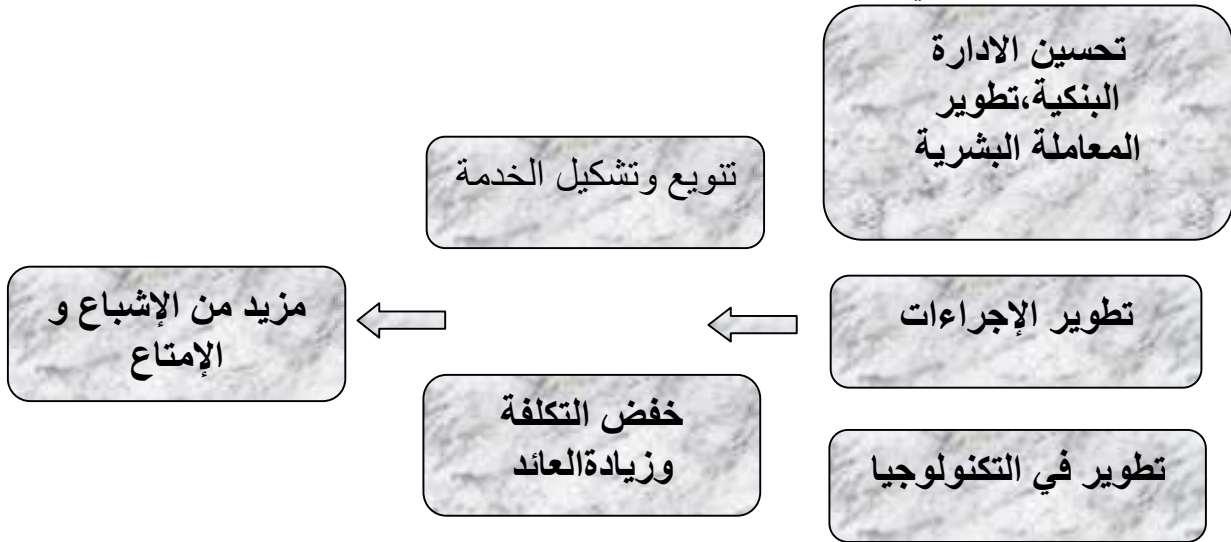 تحسين الادارة
البنكية،تطوير
المعاملة البشرية
تطوير الإجراءات
تطوير في التكنولوجيا
تنويع وتشكيل الخدمة
خفض التكلفة
وزيادةالعائد
مزيد من الإشباع و
الإمتاع